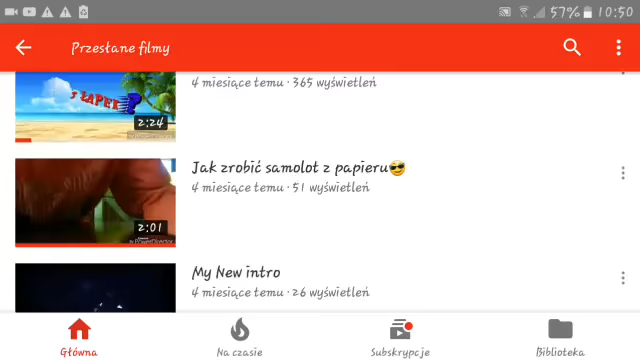 57% 10:50
Przesłane filmy
ŁAPEK
2:24
4 miesiące temu · 365 wyświetleń
Jak zrobić samolot z papieru😎
4 miesiące temu · 51 wyświetleń
2:01
My New intro
4 miesiące temu · 26 wyświetleń
Główna
Na czasie
Subskrypcje
Biblioteka